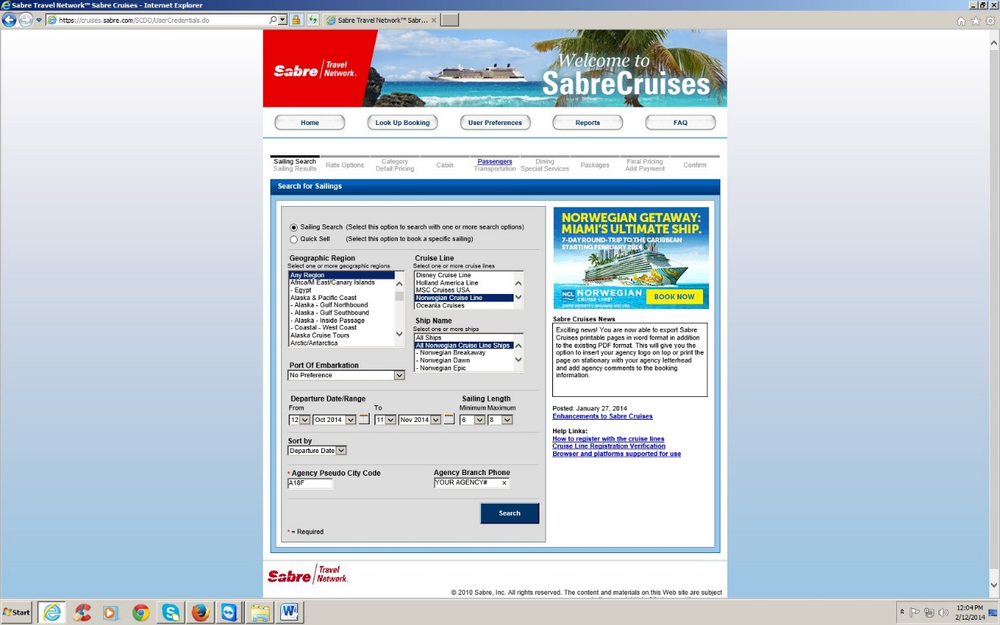 Sabre Travel Network™ Sabre Cruises - Internet Explorer
https://cruises.sabre.com/SCDO/UserCredentials.do
Sabre Travel Network™ Sabr...
Sabre Travel Network.
Welcome to
SabreCruises
Home
Look Up Booking
User Preferences
Reports
FAQ
Sailing Search
Sailing Results
Rate Options
Category
Detail Pricing
Cabin
Passengers
Transportation
Dining
Special Services
Packages
Final Pricing
Add Payment
Confirm
Search for Sailings
Sailing Search (Select this option to search with one or more search options)
Quick Sell (Select this option to book a specific sailing)
Geographic Region
Select one or more geographic regions
Any Region
Africa/M East/Canary Islands
- Egypt
Alaska & Pacific Coast
- Alaska - Gulf Northbound
- Alaska - Gulf Southbound
- Alaska - Inside Passage
- Coastal - West Coast
Alaska Cruise Tours
Arctic/Antarctica
Cruise Line
Select one or more cruise lines
Disney Cruise Line
Holland America Line
MSC Cruises USA
Norwegian Cruise Line
Oceania Cruises
Ship Name
Select one or more ships
All Ships
All Norwegian Cruise Line Ships
- Norwegian Breakaway
- Norwegian Dawn
- Norwegian Epic
Port Of Embarkation
No Preference
Departure Date/Range
From
12 Oct 2014
To
11 Nov 2014
Sailing Length
Minimum Maximum
6 8
Sort by
Departure Date
* Agency Pseudo City Code
A18F
Agency Branch Phone
YOUR AGENCY#
Search
* = Required
NORWEGIAN GETAWAY:
MIAMI'S ULTIMATE SHIP.
7-DAY ROUND-TRIP TO THE CARIBBEAN
STARTING FEBRUARY 2014
NCL NORWEGIAN
CRUISE LINE®
BOOK NOW
Sabre Cruises News
Exciting news! You are now able to export Sabre
Cruises printable pages in word format in addition
to the existing PDF format. This will give you the
option to insert your agency logo on top or print the
page on stationary with your agency letterhead
and add agency comments to the booking
information.
Posted: January 27, 2014
Enhancements to Sabre Cruises
Help Links:
How to register with the cruise lines
Cruise Line Registration Verification
Browser and platforms supported for use
Sabre Travel Network.
© 2010 Sabre, Inc. All rights reserved. The content and materials on this Web site are subject
Start
12:04 PM
2/12/2014